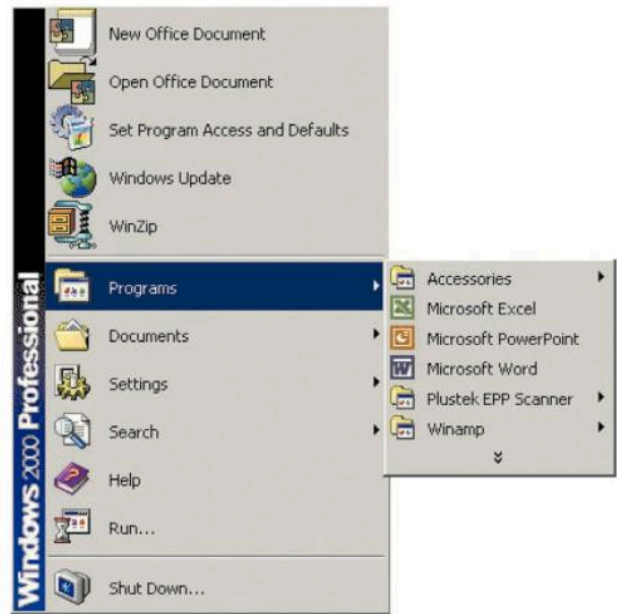 New Office Document
Open Office Document
Set Program Access and Defaults
Windows Update
WinZip
Programs
Documents
Settings
Search
Help
Run...
Shut Down...
Windows 2000 Professional
Accessories
Microsoft Excel
Microsoft PowerPoint
Microsoft Word
Plustek EPP Scanner
Winamp